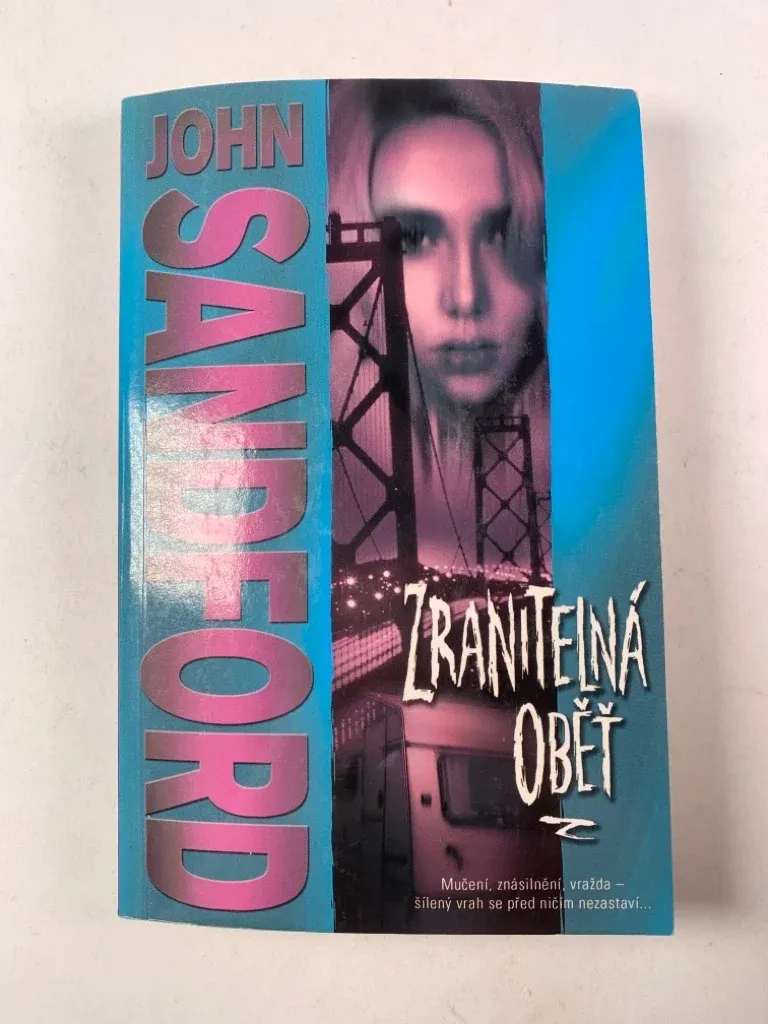 JOHN
SANDFORD
ZRANITELNÁ
OBĚŤ
Mučení, znásilnění, vražda –
šílený vrah se před ničím nezastaví...